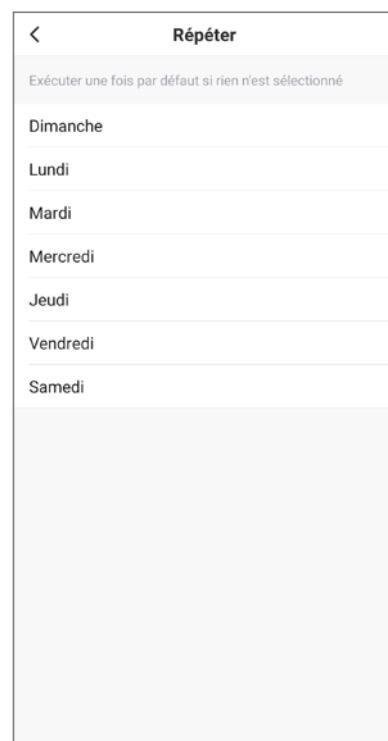 Répéter
Exécuter une fois par défaut si rien n'est sélectionné
Dimanche
Lundi
Mardi
Mercredi
Jeudi
Vendredi
Samedi